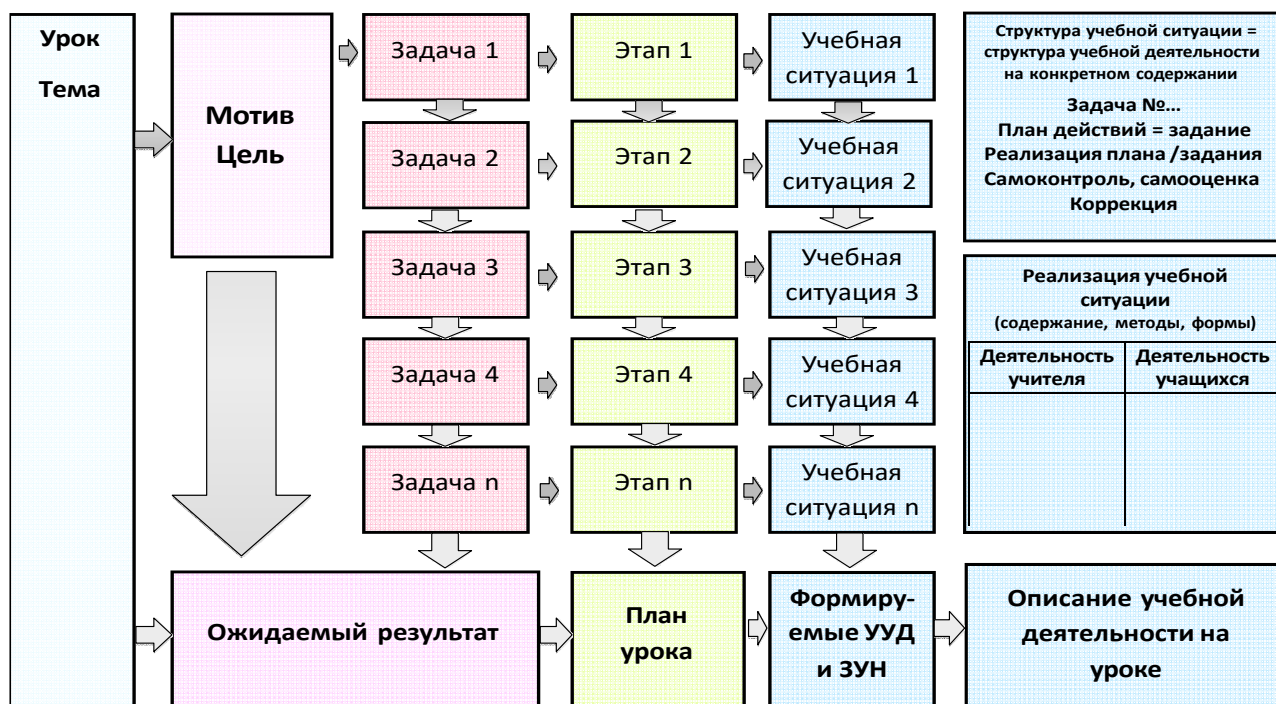 Урок
Тема
Мотив
Цель
Задача 1
Этап 1
Учебная
ситуация 1
Задача 2
Этап 2
Учебная
ситуация 2
Задача 3
Этап 3
Учебная
ситуация 3
Задача 4
Этап 4
Учебная
ситуация 4
Задача n
Этап n
Учебная
ситуация n
Структура учебной ситуации =
структура учебной деятельности
на конкретном содержании
Задача №...
План действий = задание
Реализация плана /задания
Самоконтроль, самооценка
Коррекция
Реализация учебной
ситуации
(содержание, методы, формы)
Деятельность
учителя
Деятельность
учащихся
Ожидаемый результат
План
урока
Формиру-
емые УУД
и ЗУН
Описание учебной
деятельности на
уроке